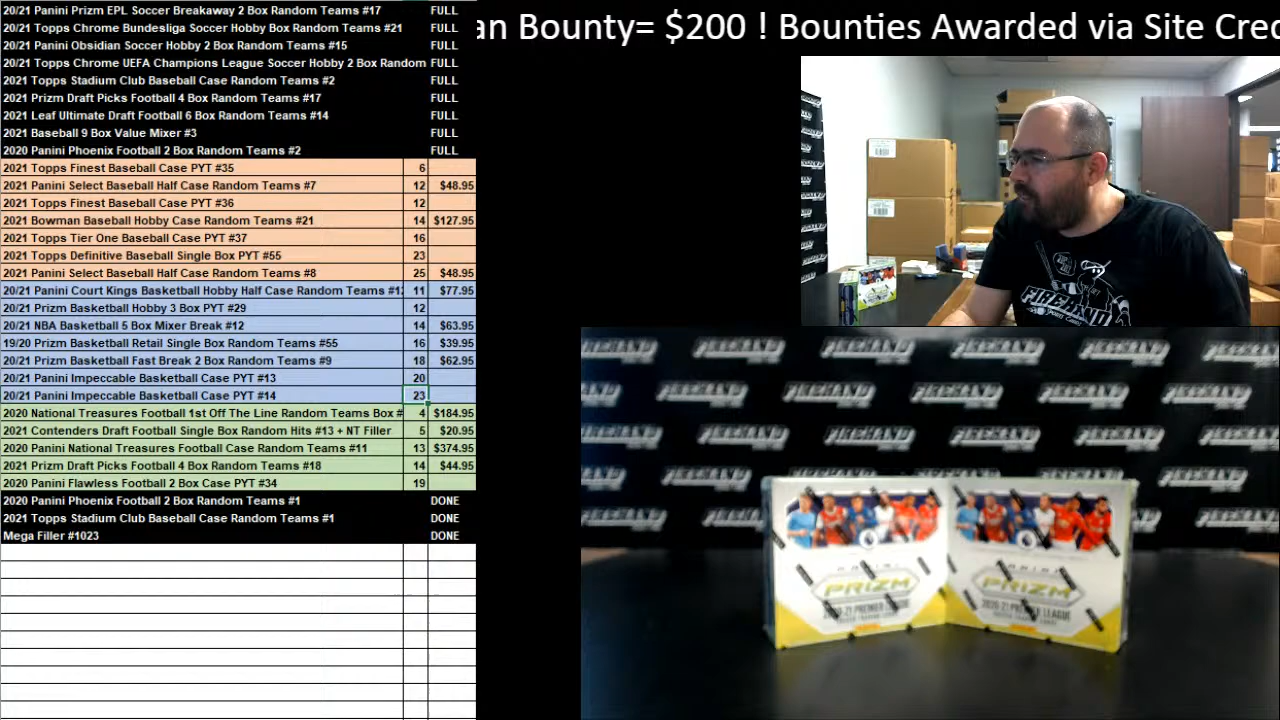 an Bounty= $200 ! Bounties Awarded via Site Cred
20/21 Panini Prizm EPL Soccer Breakaway 2 Box Random Teams #17 FULL
20/21 Topps Chrome Bundesliga Soccer Hobby Box Random Teams #21 FULL
20/21 Panini Obsidian Soccer Hobby 2 Box Random Teams #15 FULL
20/21 Topps Chrome UEFA Champions League Soccer Hobby 2 Box Random FULL
2021 Topps Stadium Club Baseball Case Random Teams #2 FULL
2021 Prizm Draft Picks Football 4 Box Random Teams #17 FULL
2021 Leaf Ultimate Draft Football 6 Box Random Teams #14 FULL
2021 Baseball 9 Box Value Mixer #3 FULL
2020 Panini Phoenix Football 2 Box Random Teams #2 FULL
2021 Topps Finest Baseball Case PYT #35 6
2021 Panini Select Baseball Half Case Random Teams #7 12 $48.95
2021 Topps Finest Baseball Case PYT #36 12
2021 Bowman Baseball Hobby Case Random Teams #21 14 $127.95
2021 Topps Tier One Baseball Case PYT #37 16
2021 Topps Definitive Baseball Single Box PYT #55 23
2021 Panini Select Baseball Half Case Random Teams #8 25 $48.95
20/21 Panini Court Kings Basketball Hobby Half Case Random Teams 11 $77.95
20/21 Prizm Basketball Hobby 3 Box PYT #29 12
20/21 NBA Basketball 5 Box Mixer Break #12 14 $63.95
19/20 Prizm Basketball Retail Single Box Random Teams #55 16 $39.95
20/21 Prizm Basketball Fast Break 2 Box Random Teams #9 18 $62.95
20/21 Panini Impeccable Basketball Case PYT #13 20
20/21 Panini Impeccable Basketball Case PYT #14 23
2020 National Treasures Football 1st Off The Line Random Teams Box # 4 $184.95
2021 Contenders Draft Football Single Box Random Hits #13 + NT Filler 5 $20.95
2020 Panini National Treasures Football Case Random Teams #11 13 $374.95
2021 Prizm Draft Picks Football 4 Box Random Teams #18 14 $44.95
2020 Panini Flawless Football 2 Box Case PYT #34 19
2020 Panini Phoenix Football 2 Box Random Teams #1 DONE
2021 Topps Stadium Club Baseball Case Random Teams #1 DONE
Mega Filler #1023 DONE
FIREHAND
SPORTS CARDS
PANINI PANINI
PRIZM PRIZM
2020-21 PREMIER LEAGUE 2020-21 PREMIER LEAGUE